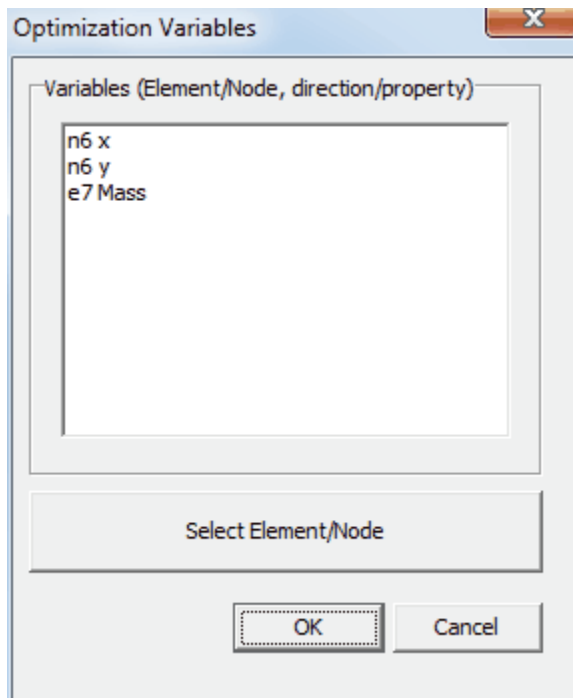 Optimization Variables
Variables (Element/Node, direction/property)
n6 x
n6 y
e7 Mass
Select Element/Node
OK
Cancel